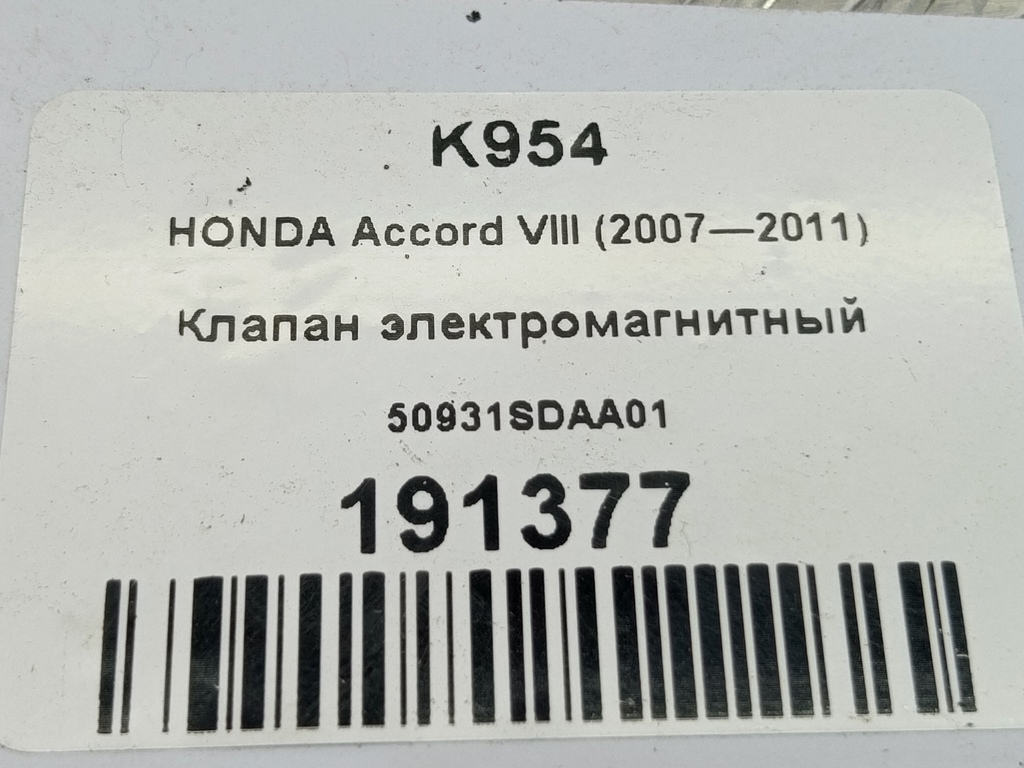 K954
HONDA Accord VIII (2007—2011)
Клапан электромагнитный
50931SDAA01
191377